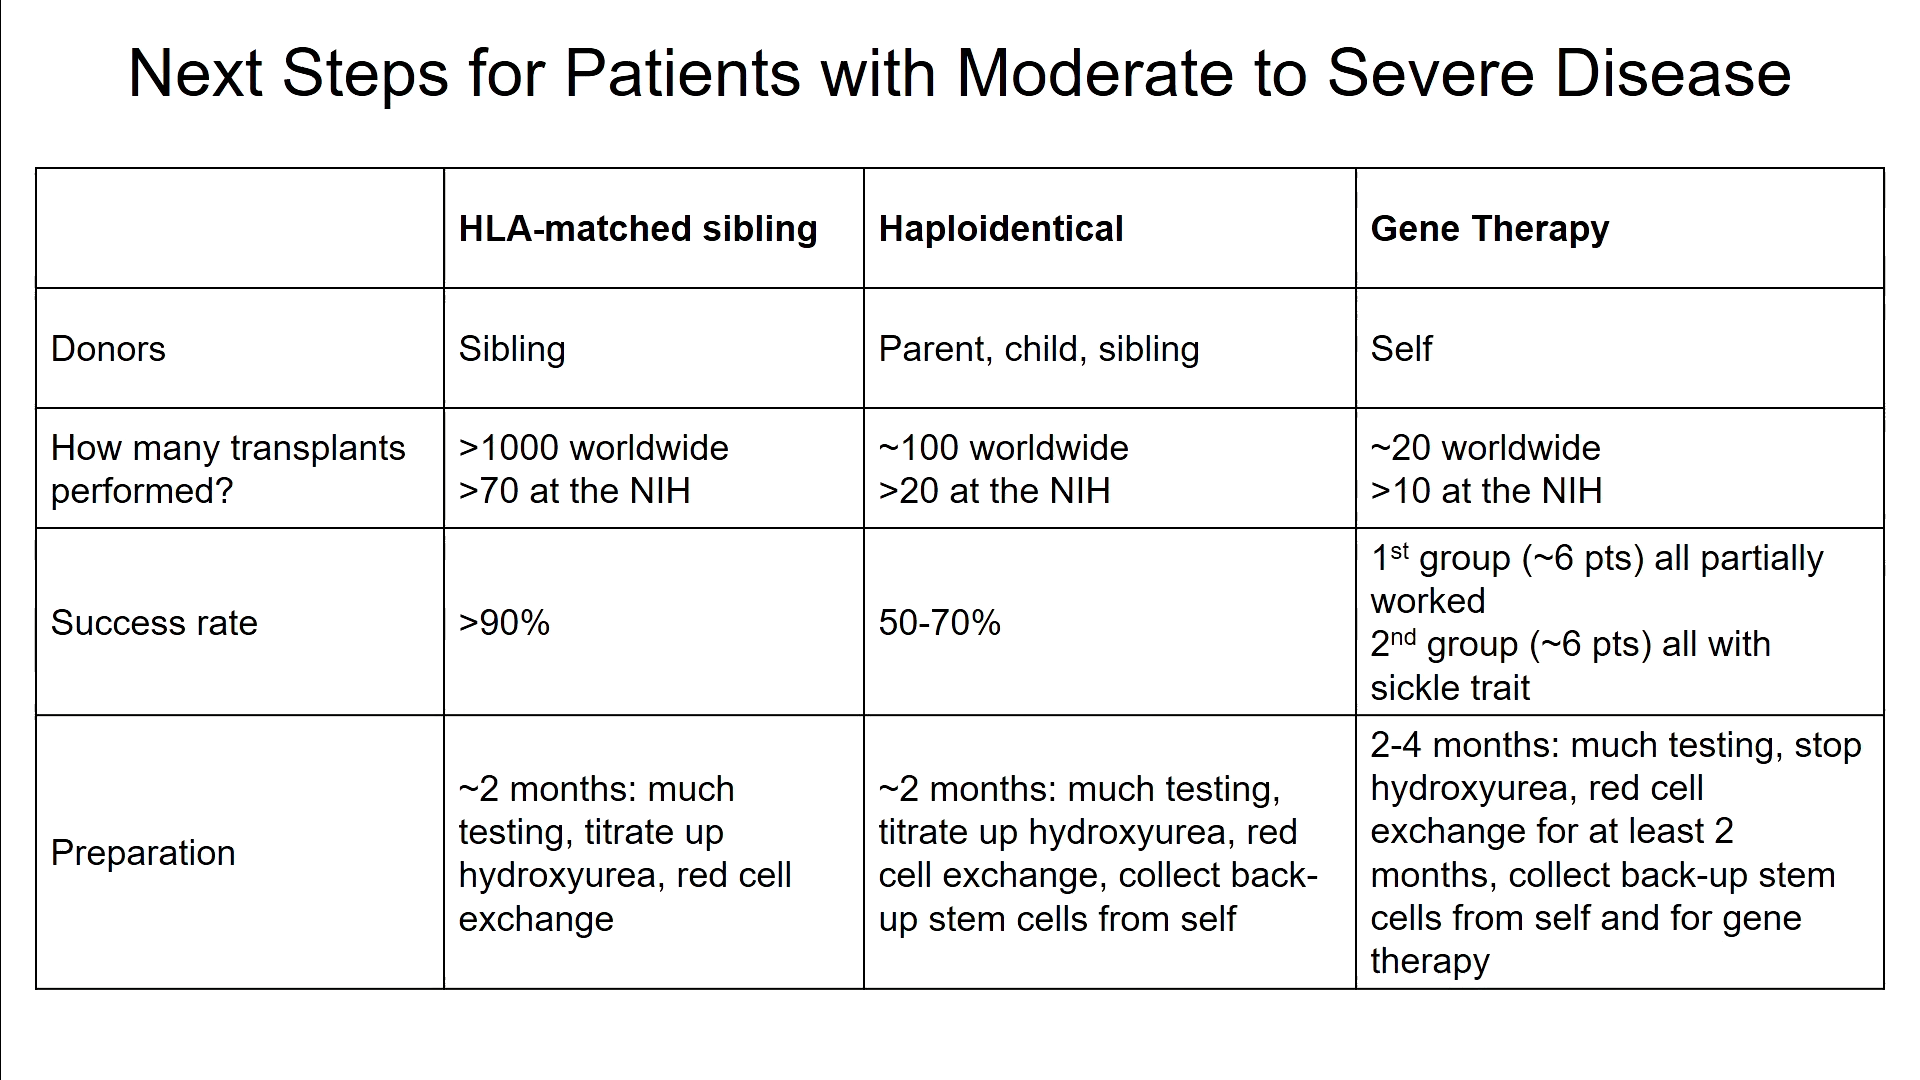 Next Steps for Patients with Moderate to Severe Disease
HLA-matched sibling
Haploidentical
Gene Therapy
Donors
Sibling
Parent, child, sibling
Self
How many transplants
performed?
>1000 worldwide
>70 at the NIH
~100 worldwide
>20 at the NIH
~20 worldwide
>10 at the NIH
Success rate
>90%
50-70%
1st group (~6 pts) all partially
worked
2nd group (~6 pts) all with
sickle trait
Preparation
~2 months: much
testing, titrate up
hydroxyurea, red cell
exchange
~2 months: much testing,
titrate up hydroxyurea, red
cell exchange, collect back-
up stem cells from self
2-4 months: much testing, stop
hydroxyurea, red cell
exchange for at least 2
months, collect back-up stem
cells from self and for gene
therapy